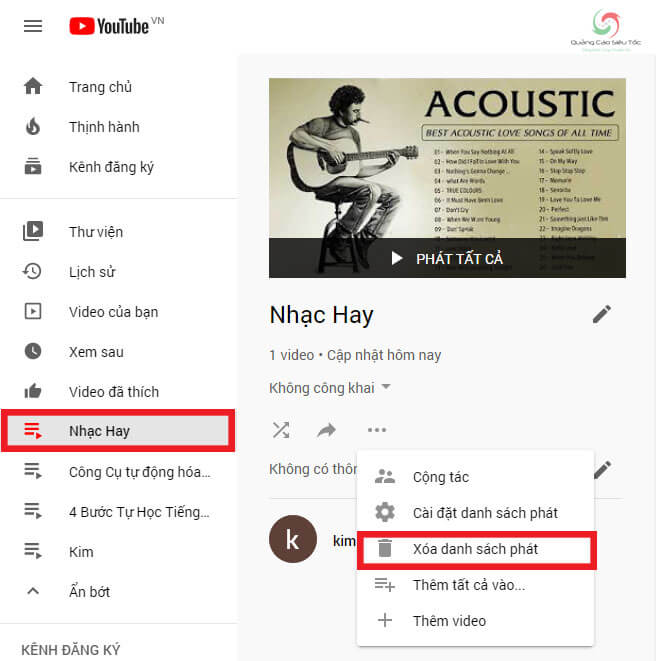 YouTube VN
Quảng Cáo Siêu Tốc
Trang chủ
Thịnh hành
Kênh đăng ký
Thư viện
Lịch sử
Video của bạn
Xem sau
Video đã thích
Nhạc Hay
Công Cụ tự động hóa...
4 Bước Tự Học Tiếng...
Kim
Ẩn bớt
KÊNH ĐĂNG KÝ
ACOUSTIC
BEST ACOUSTIC LOVE SONGS OF ALL TIME
01 - When You Say Nothing At All
02 - How Did I Fall In Love With You
03 - Nothing's Gonna Change ..
04 - what Are Words
05 - TRUE COLOURS
06 - It Must Have Been Love
07 - Don't Cry
08 - When We Were Young
09 - Don't Speak
14 - Speak Softly Love
15 - On My Way
16 - Stop Stop Stop
17 - Memorie
18 - Senorita
19 - Love You To Love Me
20 - Perfect
21 - Something Just Like This
22 - Imagine Dragons
PHÁT TẤT CẢ
Nhạc Hay
1 video • Cập nhật hôm nay
Không công khai
Không có thôn
k
kim
Cộng tác
Cài đặt danh sách phát
Xóa danh sách phát
Thêm tất cả vào...
Thêm video